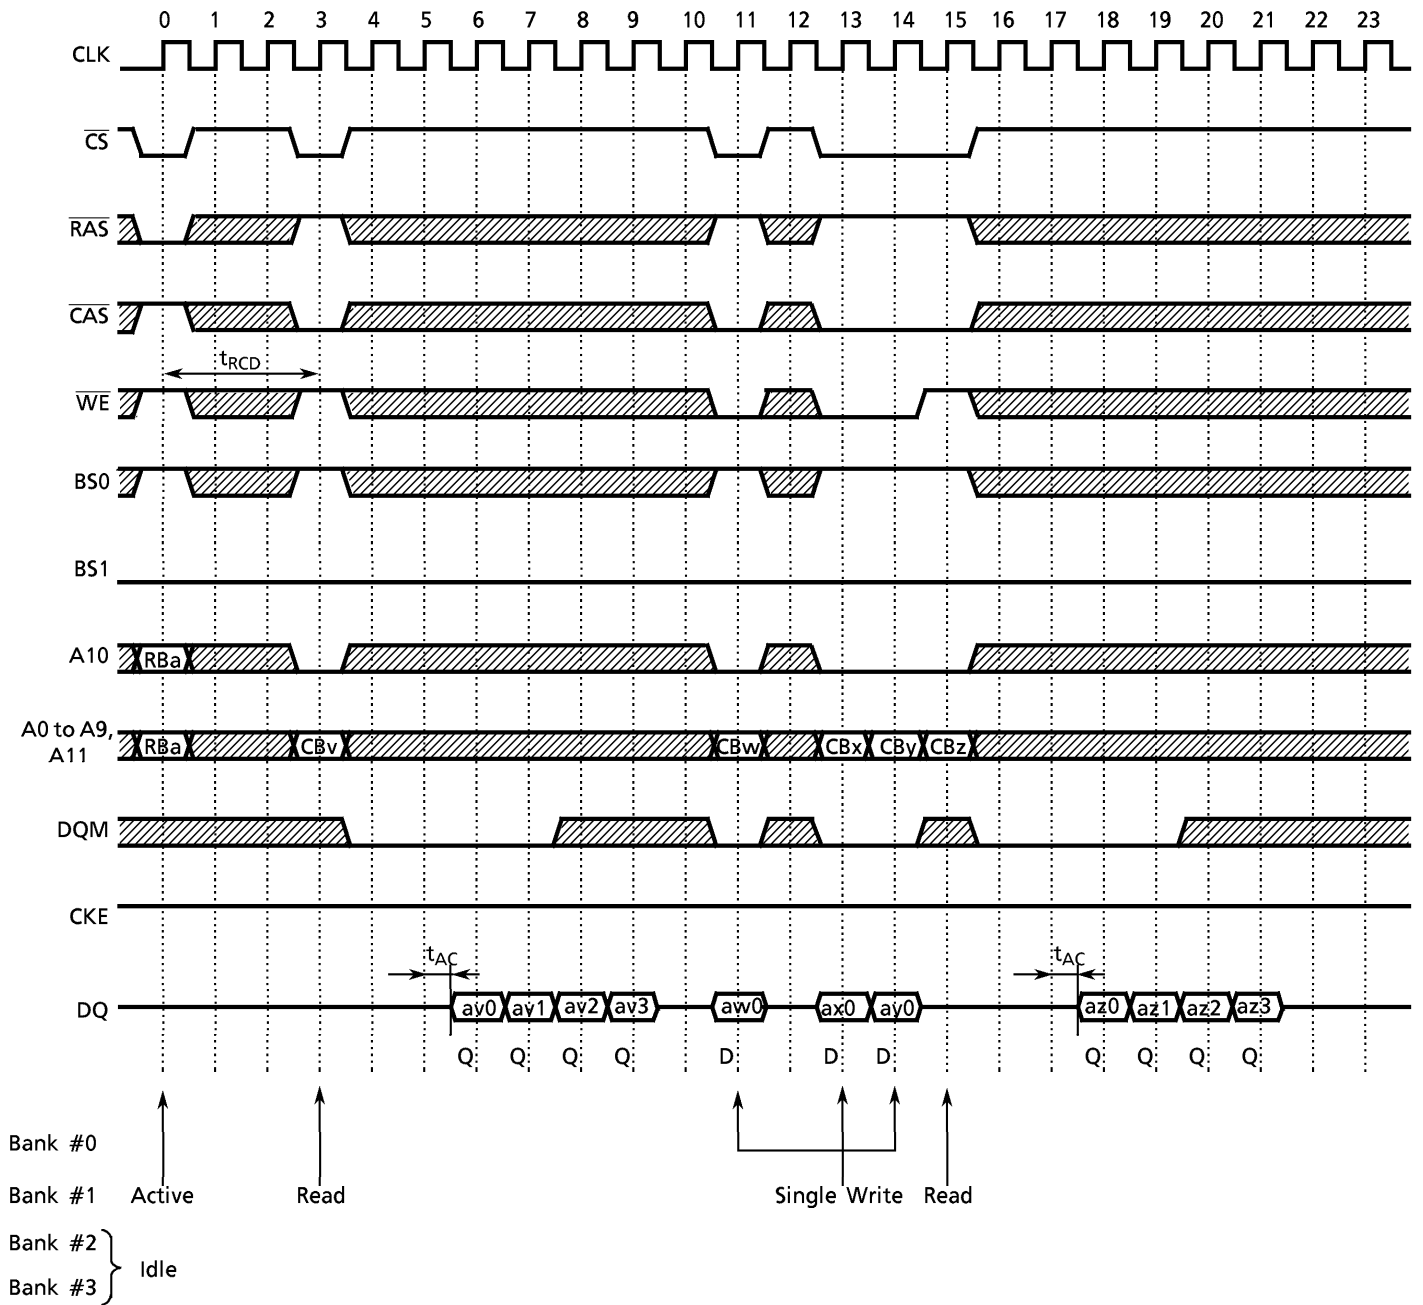 0 1 2 3 4 5 6 7 8 9 10 11 12 13 14 15 16 17 18 19 20 21 22 23
CLK
CS
RAS
CAS
tRCD
WE
BS0
BS1
A10 RBa
A0 to A9,
A11
RBa CBv CBw CBx CBy CBz
DQM
CKE
tAC tAC
DQ av0 av1 av2 av3 aw0 ax0 ay0 az0 az1 az2 az3
Q Q Q Q D D D Q Q Q Q
Bank #0
Bank #1 Active Read Single Write Read
Bank #2
Idle
Bank #3